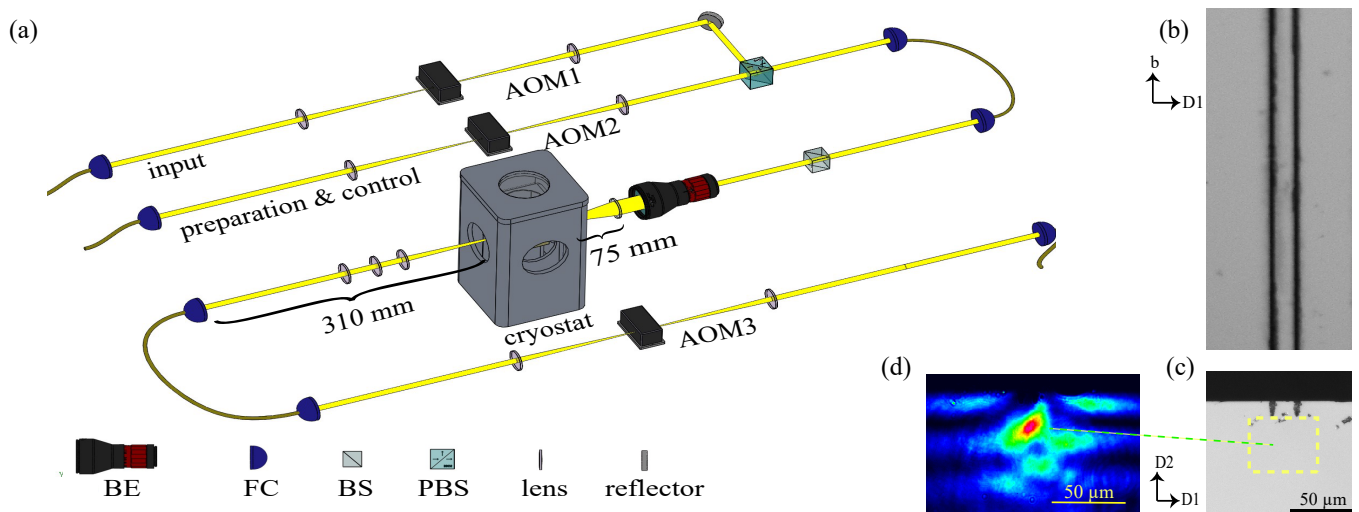 (a)
AOM1
input
AOM2
preparation & control
75 mm
310 mm
cryostat
AOM3
BE
FC
BS
PBS
lens
reflector
(b)
b
D1
(d)
50 µm
(c)
D2
D1
50 µm